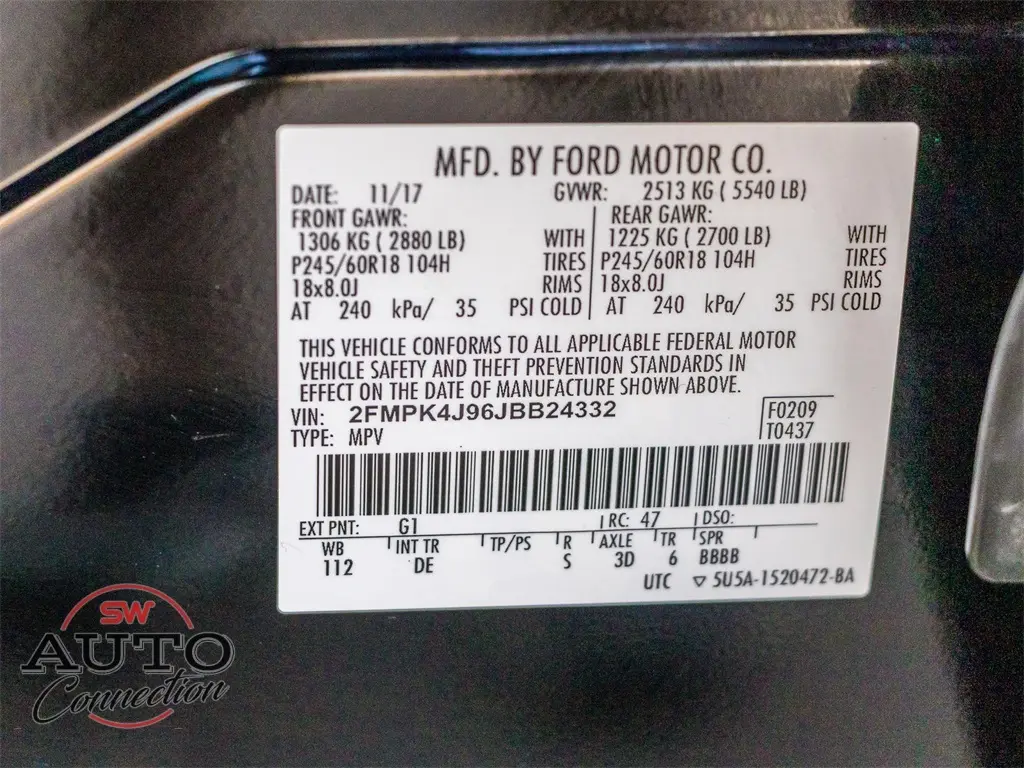 MFD. BY FORD MOTOR CO.
DATE: 11/17 GVWR: 2513 KG ( 5540 LB)
FRONT GAWR: REAR GAWR:
1306 KG ( 2880 LB) WITH 1225 KG ( 2700 LB) WITH
P245/60R18 104H TIRES P245/60R18 104H TIRES
18x8.0J RIMS 18x8.0J RIMS
AT 240 kPa/ 35 PSI COLD AT 240 kPa/ 35 PSI COLD
THIS VEHICLE CONFORMS TO ALL APPLICABLE FEDERAL MOTOR
VEHICLE SAFETY AND THEFT PREVENTION STANDARDS IN
EFFECT ON THE DATE OF MANUFACTURE SHOWN ABOVE.
VIN: 2FMPK4J96JBB24332 F0209
TYPE: MPV T0437
EXT PNT: G1 RC: 47 DSO:
WB INT TR TP/PS R AXLE TR SPR
112 DE S 3D 6 BBBB
UTC ▽ 5U5A-1520472-BA
SW
AUTO
Connection